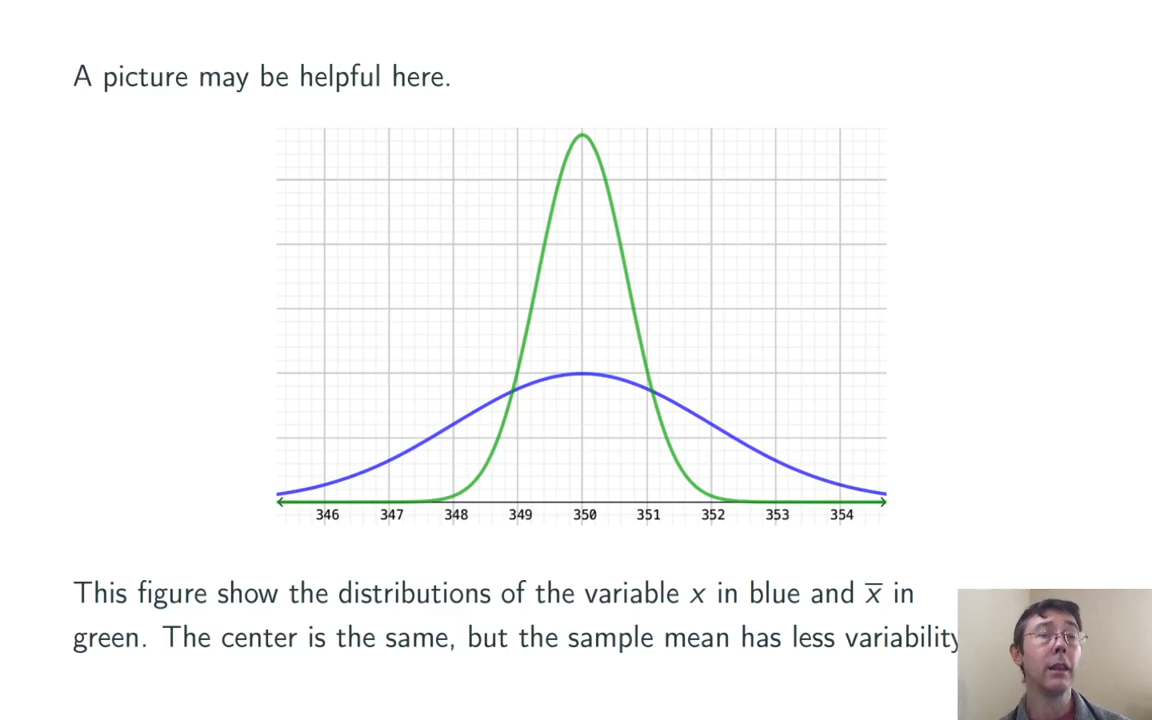 A picture may be helpful here.
346 347 348 349 350 351 352 353 354
This figure show the distributions of the variable x in blue and x̅ in
green. The center is the same, but the sample mean has less variability